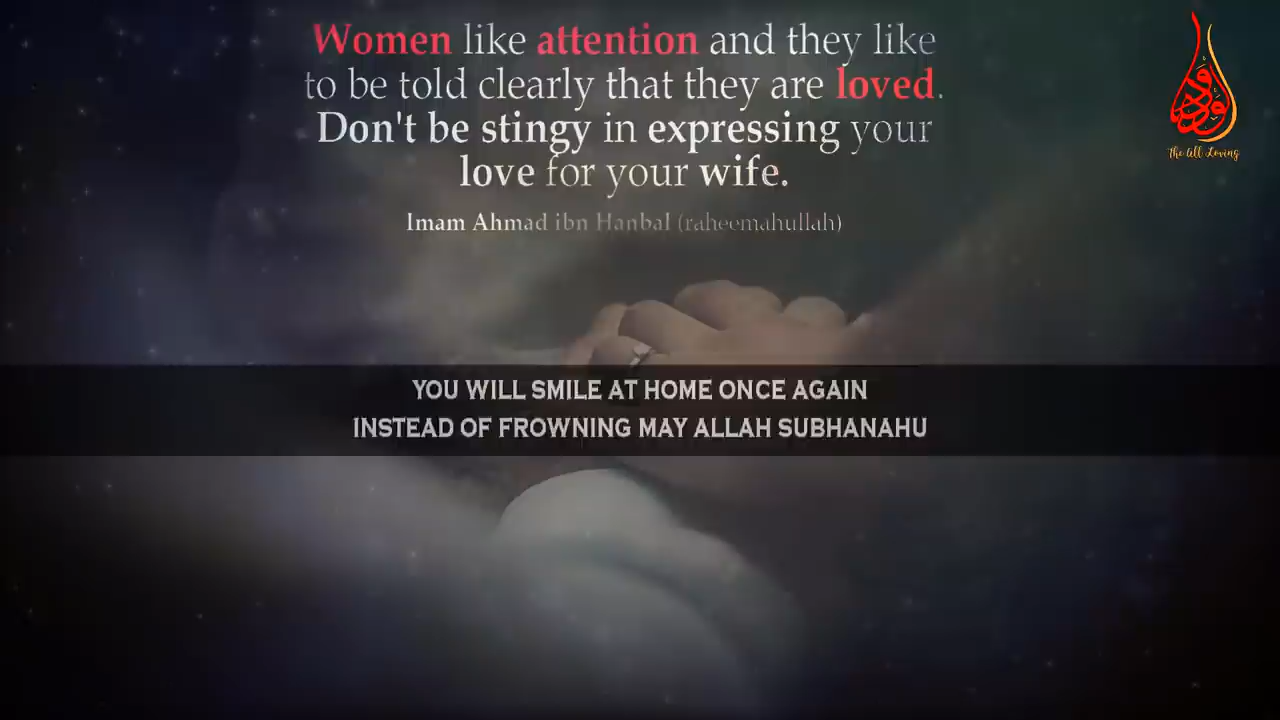 Women like attention and they like
to be told clearly that they are loved.
Don't be stingy in expressing your
love for your wife.
Imam Ahmad ibn Hanbal (raheemahullah)
الودود
The All Loving
YOU WILL SMILE AT HOME ONCE AGAIN
INSTEAD OF FROWNING MAY ALLAH SUBHANAHU